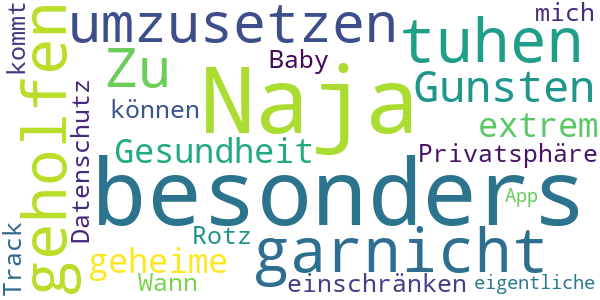 kommt
umzusetzen
mich
geholfen
Zu
Naja
Baby
tuhen
Gunsten
Datenschutz
können
extrem
Gesundheit
Privatsphäre
besonders
App
Track
Rotz
garnicht
geheime
Wann
einschränken
eigentliche